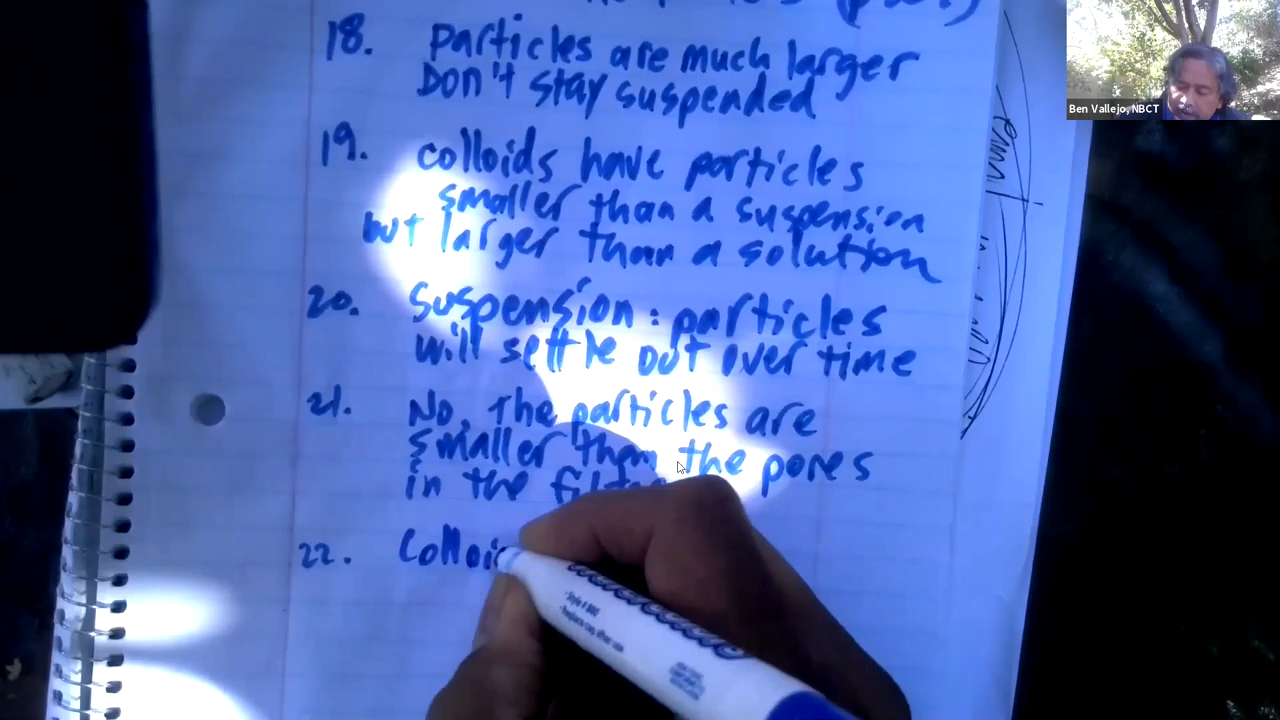 18. Particles are much larger
Don't stay suspended
19. colloids have particles
smaller than a suspension
but larger than a solution
20. Suspension: particles
will settle out over time
21. No, the particles are
smaller than the pores
in the
22. Colloi
Ben Vallejo, NBCT